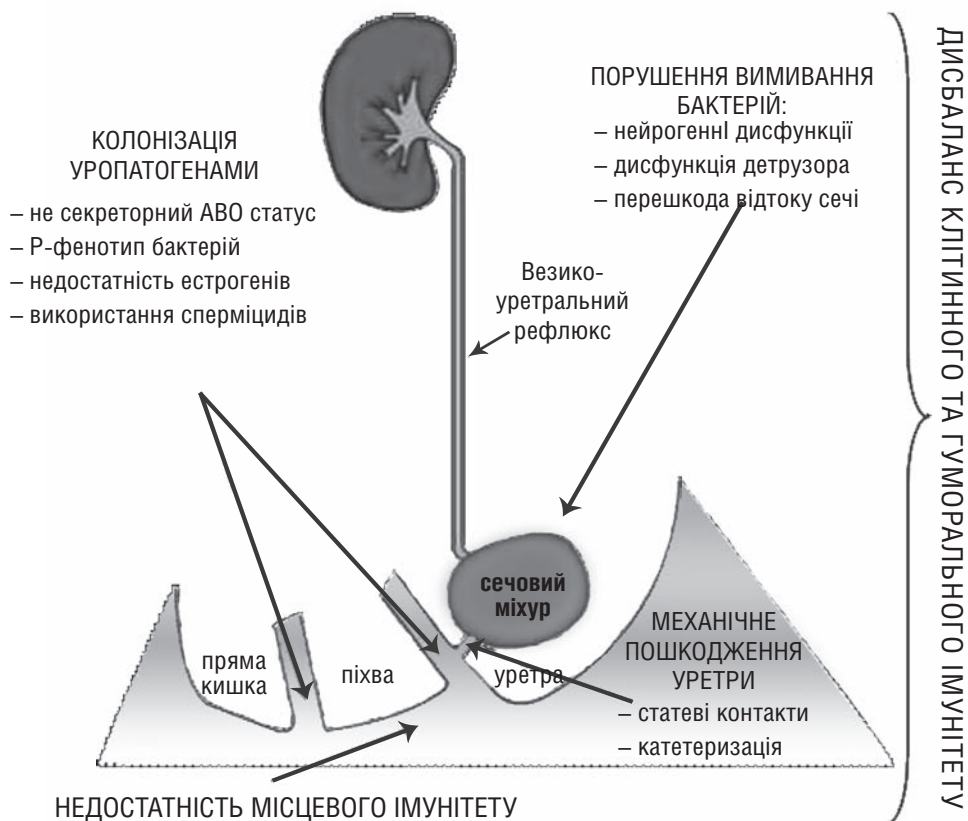 КОЛОНІЗАЦІЯ
УРОПАТОГЕНАМИ
– не секреторний АВО статус
– Р-фенотип бактерій
– недостатність естрогенів
– використання сперміцидів
ПОРУШЕННЯ ВИМИВАННЯ
БАКТЕРІЙ:
– нейрогенні дисфункції
– дисфункція детрузора
– перешкода відтоку сечі
Везико-
уретральний
рефлюкс
сечовий
міхур
пряма
кишка
піхва
уретра
МЕХАНІЧНЕ
ПОШКОДЖЕННЯ
УРЕТРИ
– статеві контакти
– катетеризація
НЕДОСТАТНІСТЬ МІСЦЕВОГО ІМУНІТЕТУ
ДИСБАЛАНС КЛІТИННОГО ТА ГУМОРАЛЬНОГО ІМУНІТЕТУ